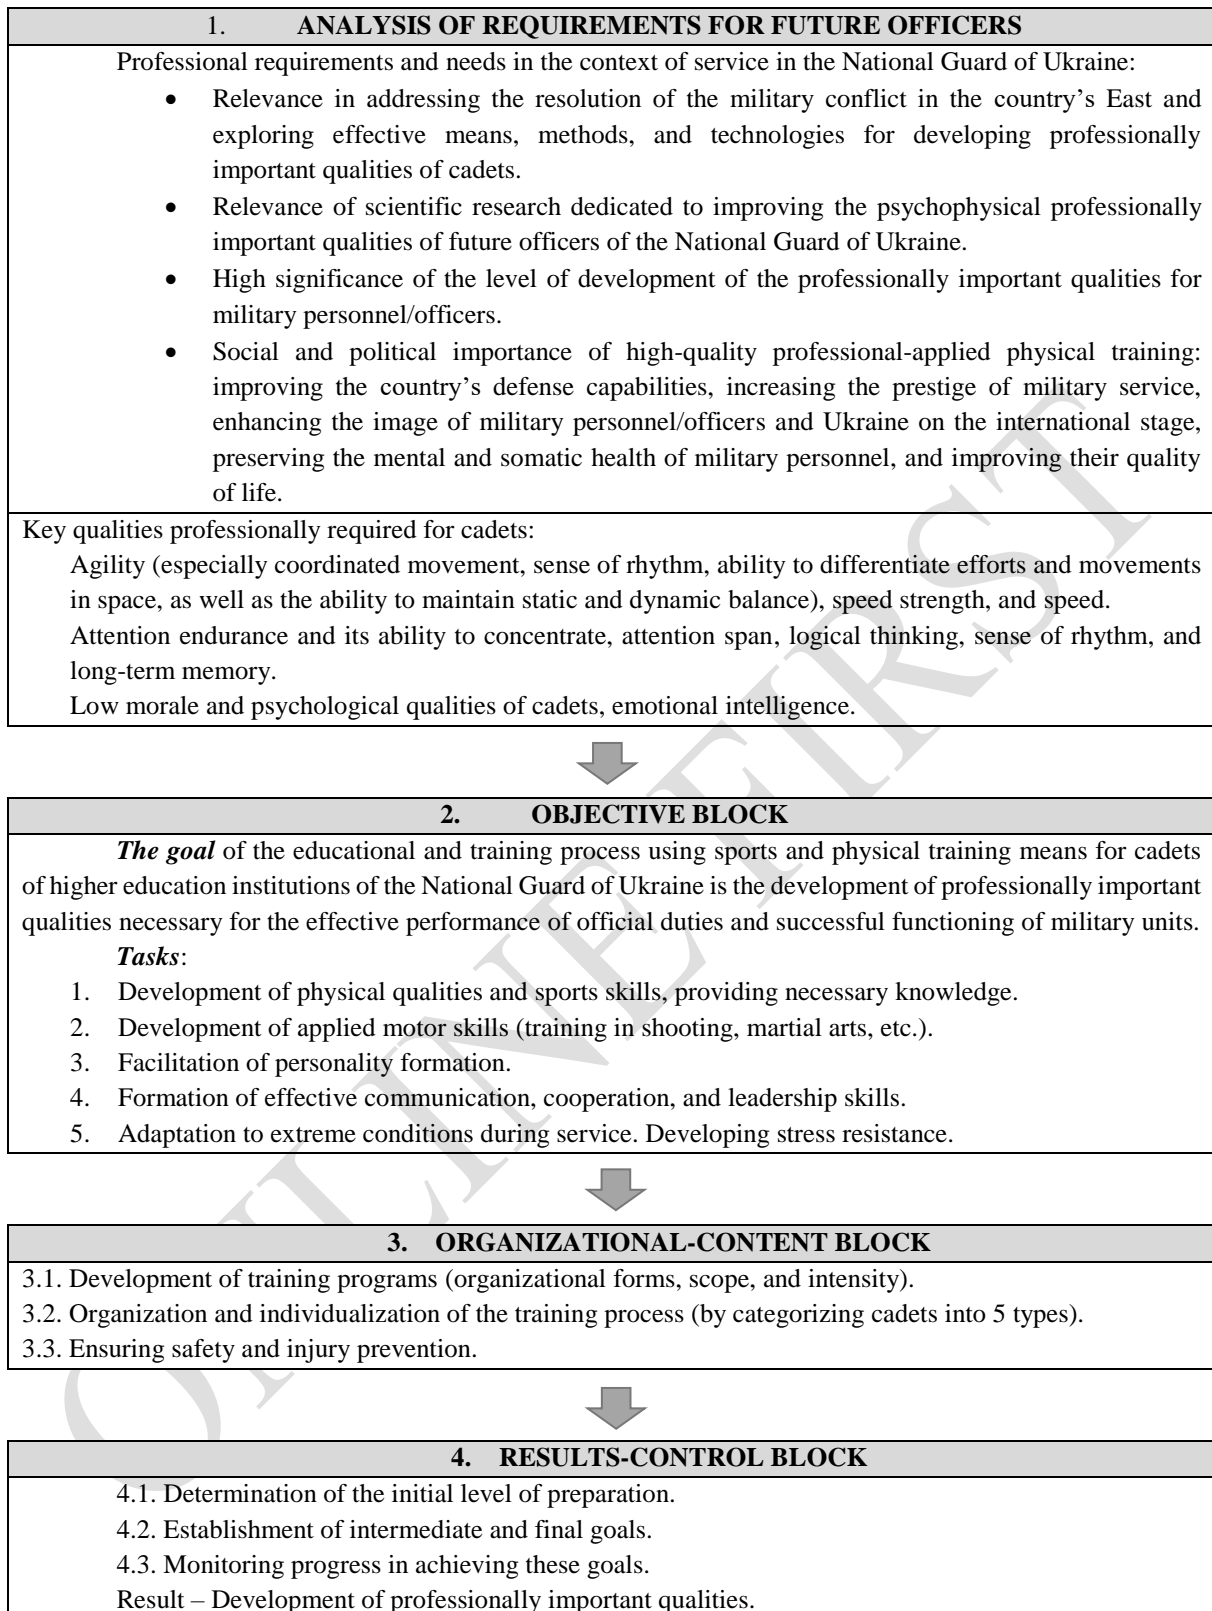 1. ANALYSIS OF REQUIREMENTS FOR FUTURE OFFICERS
Professional requirements and needs in the context of service in the National Guard of Ukraine:
• Relevance in addressing the resolution of the military conflict in the country’s East and
exploring effective means, methods, and technologies for developing professionally
important qualities of cadets.
• Relevance of scientific research dedicated to improving the psychophysical professionally
important qualities of future officers of the National Guard of Ukraine.
• High significance of the level of development of the professionally important qualities for
military personnel/officers.
• Social and political importance of high-quality professional-applied physical training:
improving the country’s defense capabilities, increasing the prestige of military service,
enhancing the image of military personnel/officers and Ukraine on the international stage,
preserving the mental and somatic health of military personnel, and improving their quality
of life.
Key qualities professionally required for cadets:
Agility (especially coordinated movement, sense of rhythm, ability to differentiate efforts and movements
in space, as well as the ability to maintain static and dynamic balance), speed strength, and speed.
Attention endurance and its ability to concentrate, attention span, logical thinking, sense of rhythm, and
long-term memory.
Low morale and psychological qualities of cadets, emotional intelligence.
2. OBJECTIVE BLOCK
The goal of the educational and training process using sports and physical training means for cadets
of higher education institutions of the National Guard of Ukraine is the development of professionally important
qualities necessary for the effective performance of official duties and successful functioning of military units.
Tasks:
1. Development of physical qualities and sports skills, providing necessary knowledge.
2. Development of applied motor skills (training in shooting, martial arts, etc.).
3. Facilitation of personality formation.
4. Formation of effective communication, cooperation, and leadership skills.
5. Adaptation to extreme conditions during service. Developing stress resistance.
3. ORGANIZATIONAL-CONTENT BLOCK
3.1. Development of training programs (organizational forms, scope, and intensity).
3.2. Organization and individualization of the training process (by categorizing cadets into 5 types).
3.3. Ensuring safety and injury prevention.
4. RESULTS-CONTROL BLOCK
4.1. Determination of the initial level of preparation.
4.2. Establishment of intermediate and final goals.
4.3. Monitoring progress in achieving these goals.
Result – Development of professionally important qualities.
ONLINE FIRST